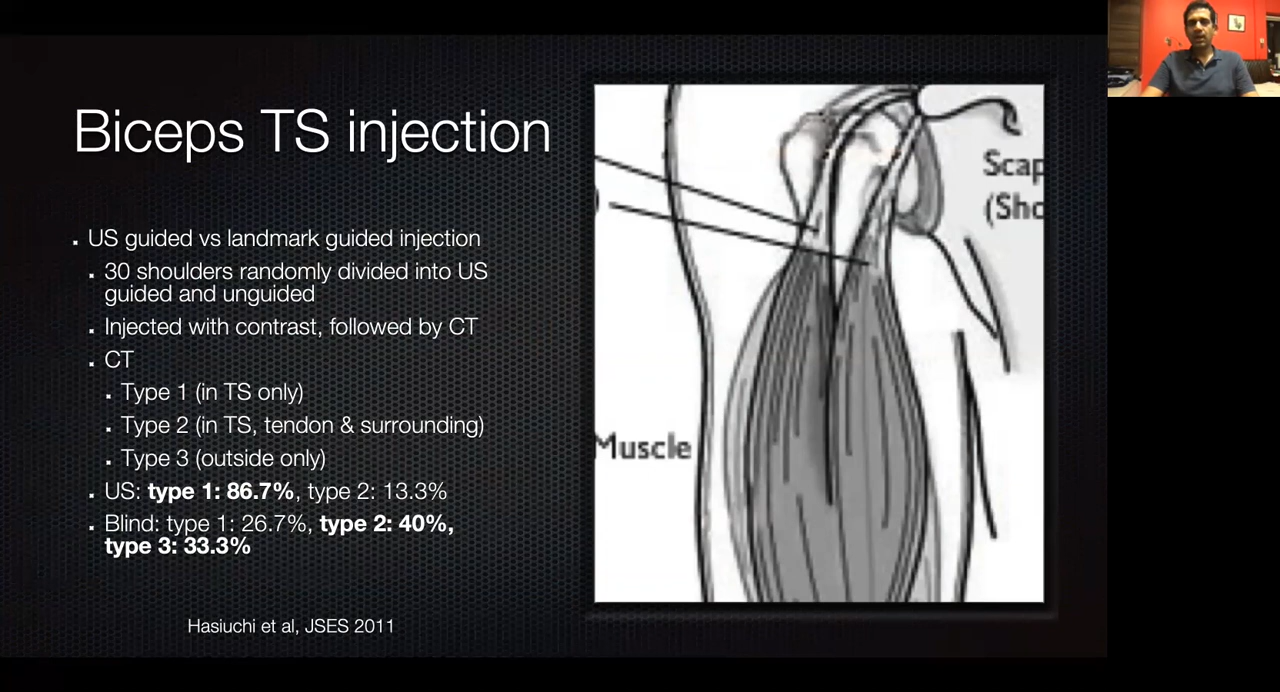 Biceps TS injection
US guided vs landmark guided injection
30 shoulders randomly divided into US
guided and unguided
Injected with contrast, followed by CT
CT
Type 1 (in TS only)
Type 2 (in TS, tendon & surrounding)
Type 3 (outside only)
US: type 1: 86.7%, type 2: 13.3%
Blind: type 1: 26.7%, type 2: 40%,
type 3: 33.3%
Hasiuchi et al, JSES 2011
)
Scap
(Sho
Muscle